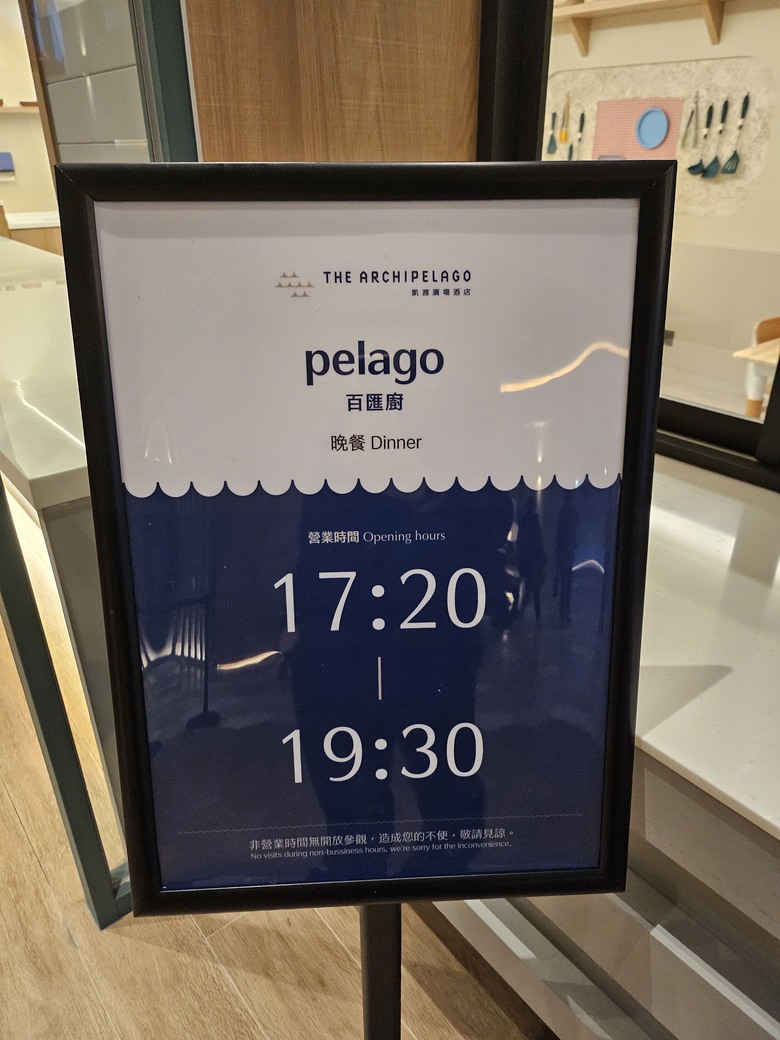 THE ARCHIPELAGO
凱渡廣場酒店
pelago
百匯廚
晚餐 Dinner
營業時間 Opening hours
17:20
19:30
非營業時間無開放參觀，造成您的不便，敬請見諒。
No visits during non-bussiness hours, we're sorry for the inconvenience.